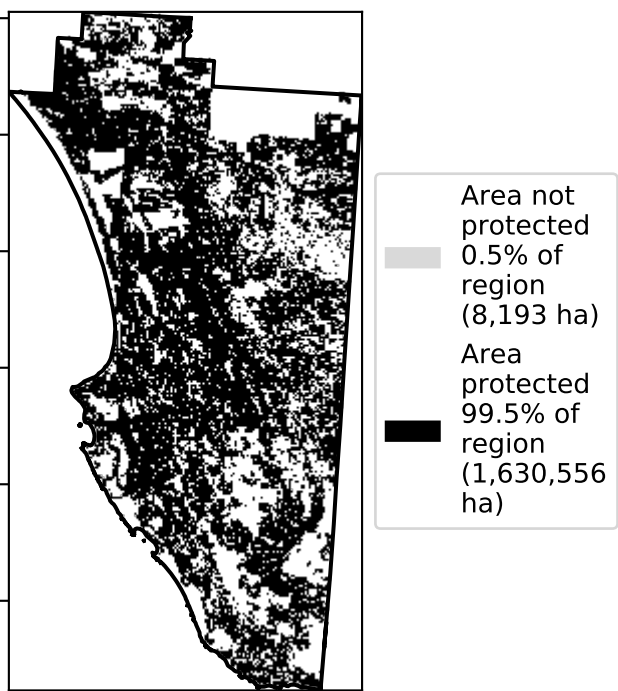 Area not
protected
0.5% of
region
(8,193 ha)
Area
protected
99.5% of
region
(1,630,556
ha)